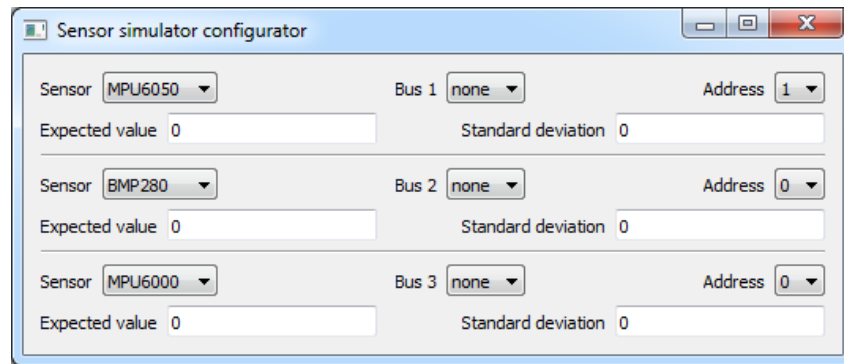 Sensor simulator configurator
Sensor MPU6050 Bus 1 none Address 1
Expected value 0 Standard deviation 0
Sensor BMP280 Bus 2 none Address 0
Expected value 0 Standard deviation 0
Sensor MPU6000 Bus 3 none Address 0
Expected value 0 Standard deviation 0